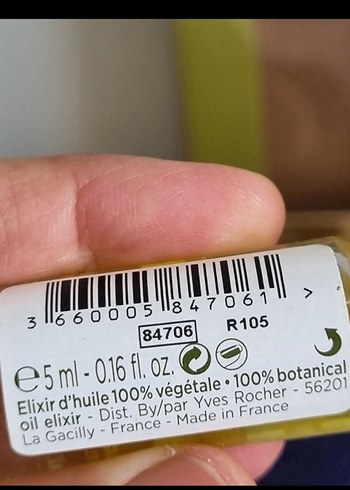 3 660005 847061 >
84706 R105
e 5 ml - 0.16 fl. oz.
Elixir d'huile 100% végétale • 100% botanical
oil elixir - Dist. By/par Yves Rocher - 56201
La Gacilly - France - Made in France